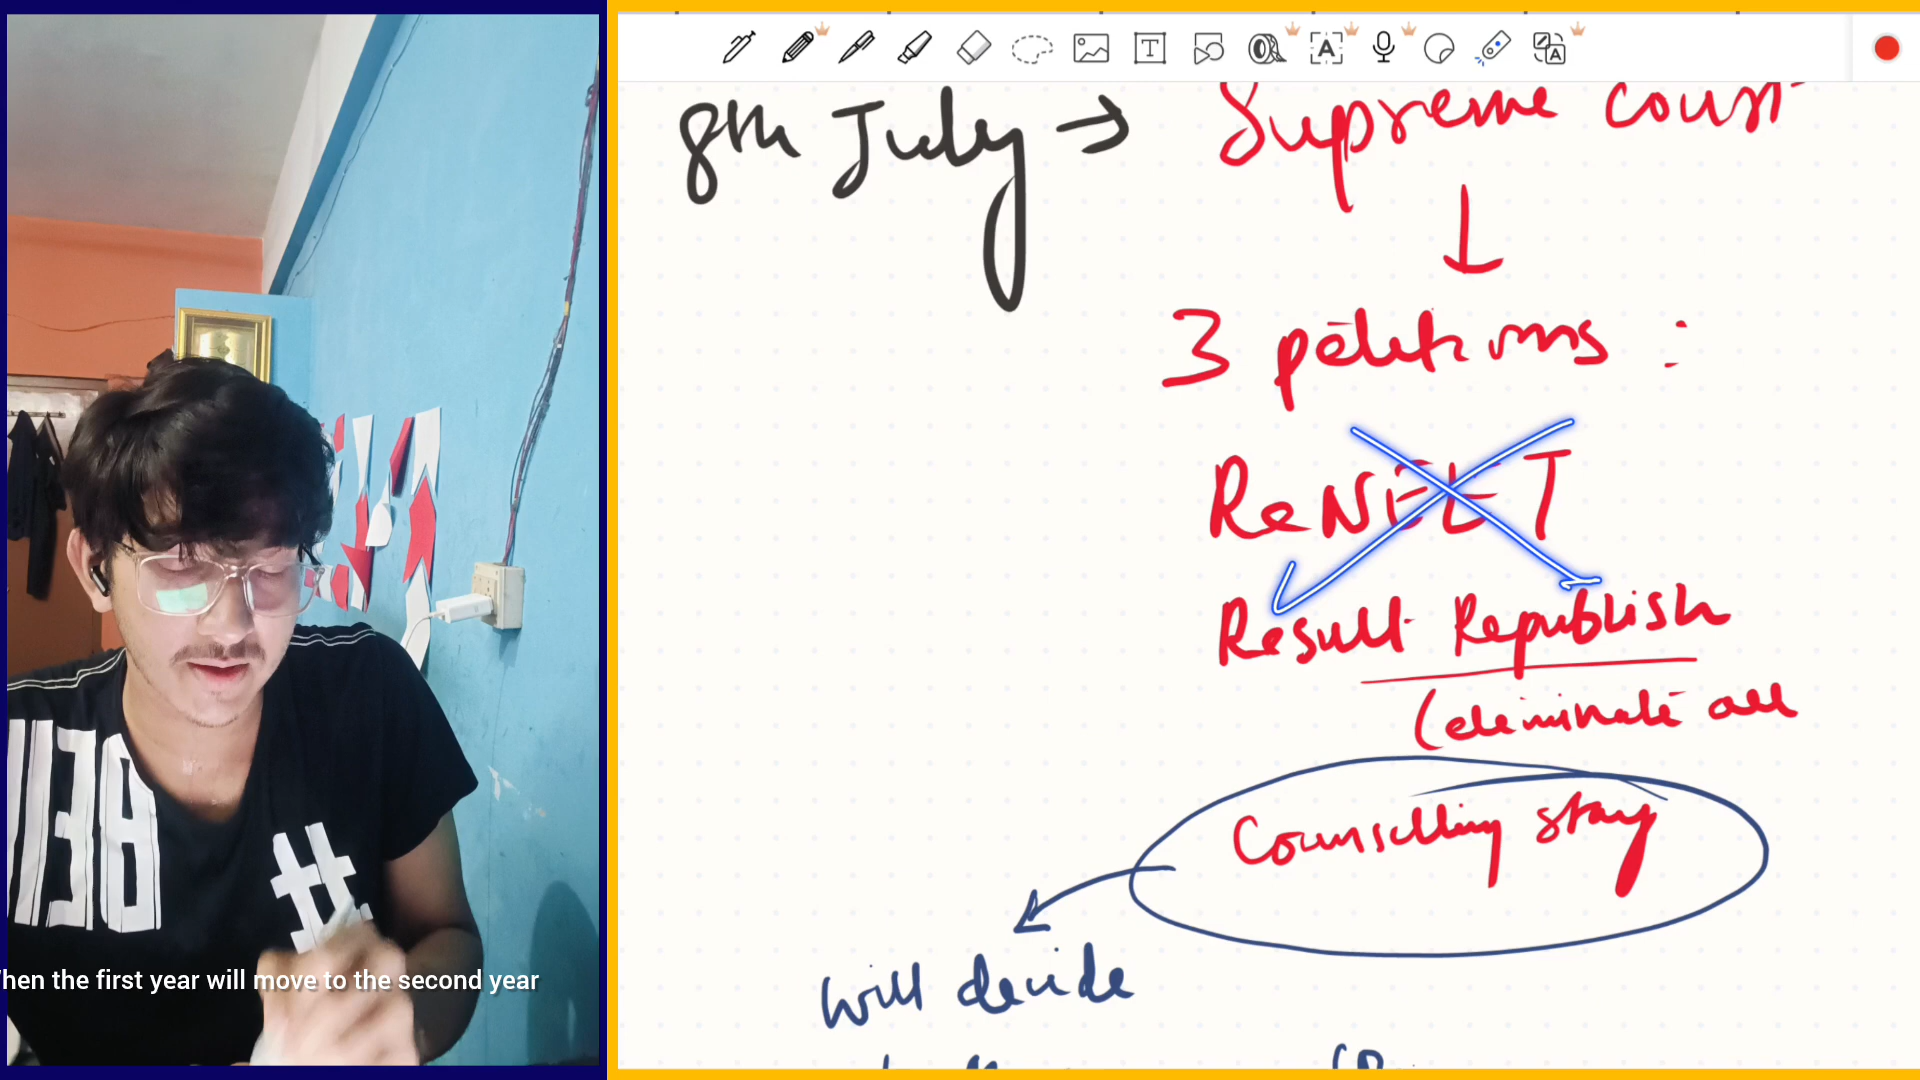 8th July → Supreme court
↓
3 petitions :
ReNEET
Result Republish
(eliminate all
Counselling stay
will decide
hen the first year will move to the second year
#
T
A
A